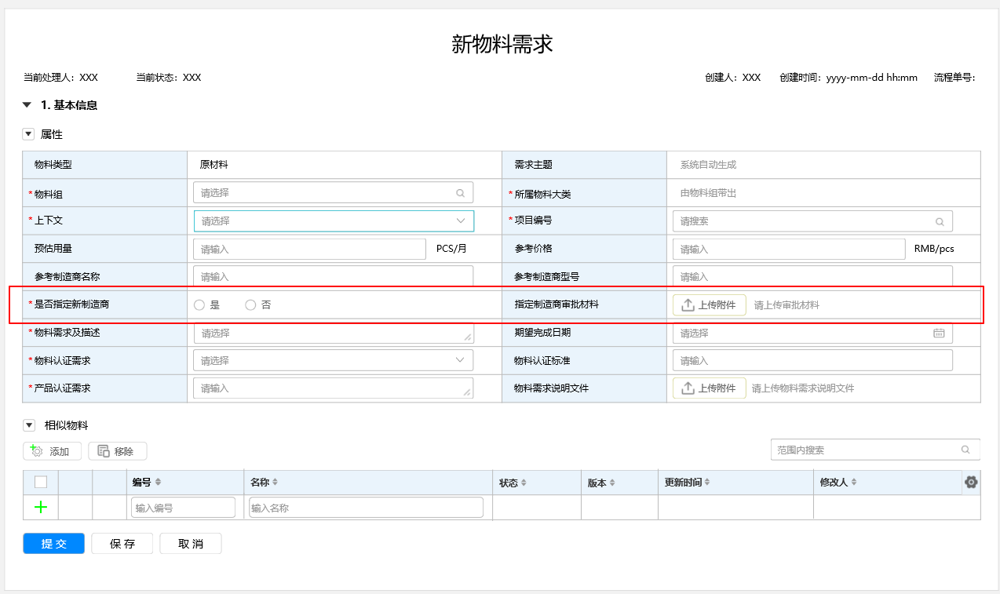 新物料需求
当前处理人：XXX 当前状态：XXX 创建人：XXX 创建时间：yyyy-mm-dd hh:mm 流程单号：
1. 基本信息
属性
物料类型 原材料 需求主题 系统自动生成
*物料组 请选择 *所属物料大类 由物料组带出
*上下文 请选择 *项目编号 请搜索
预估用量 请输入 PCS/月 参考价格 请输入 RMB/pcs
参考制造商名称 请输入 参考制造商型号 请输入
*是否指定新制造商 是 否 指定制造商审批材料 上传附件 请上传审批材料
*物料需求及描述 请选择 期望完成日期 请选择
*物料认证需求 请选择 物料认证标准 请输入
*产品认证需求 请输入 物料需求说明文件 上传附件 请上传物料需求说明文件
相似物料
添加 移除 范围内搜索
编号 名称 状态 版本 更新时间 修改人
输入编号 输入名称
提交 保存 取消